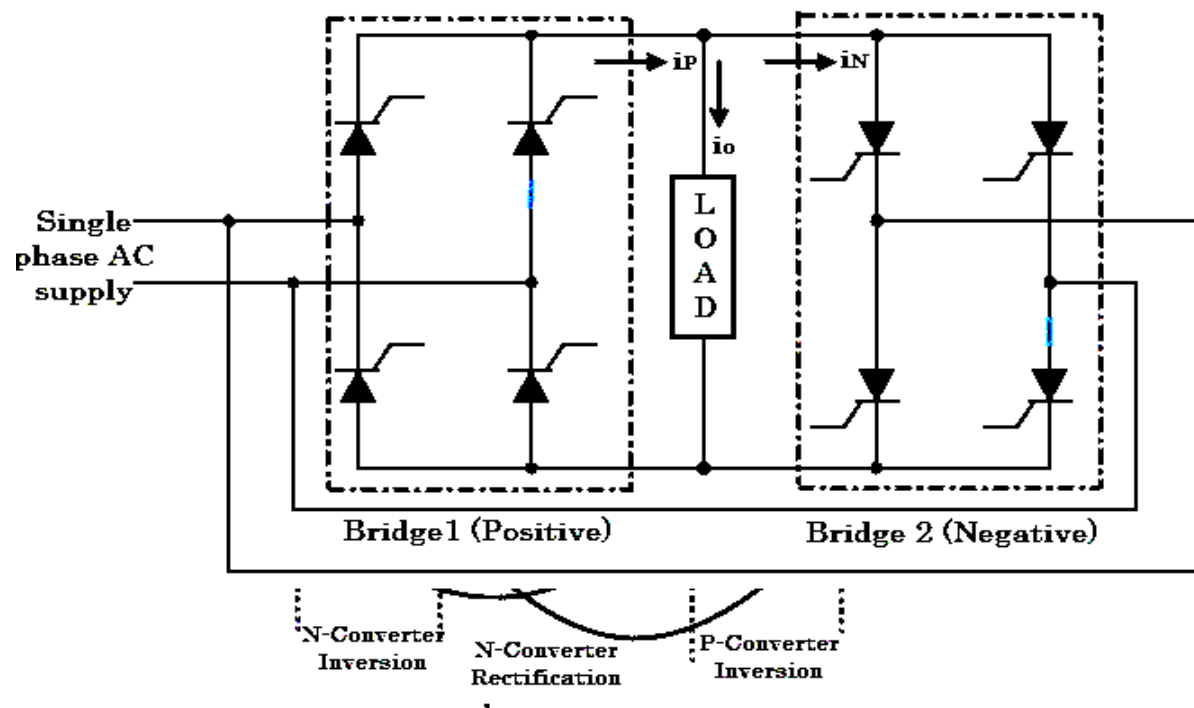 iP
iN
io
L
O
A
D
Single
phase AC
supply
Bridge1 (Positive)
Bridge 2 (Negative)
N-Converter
Inversion
N-Converter
Rectification
P-Converter
Inversion